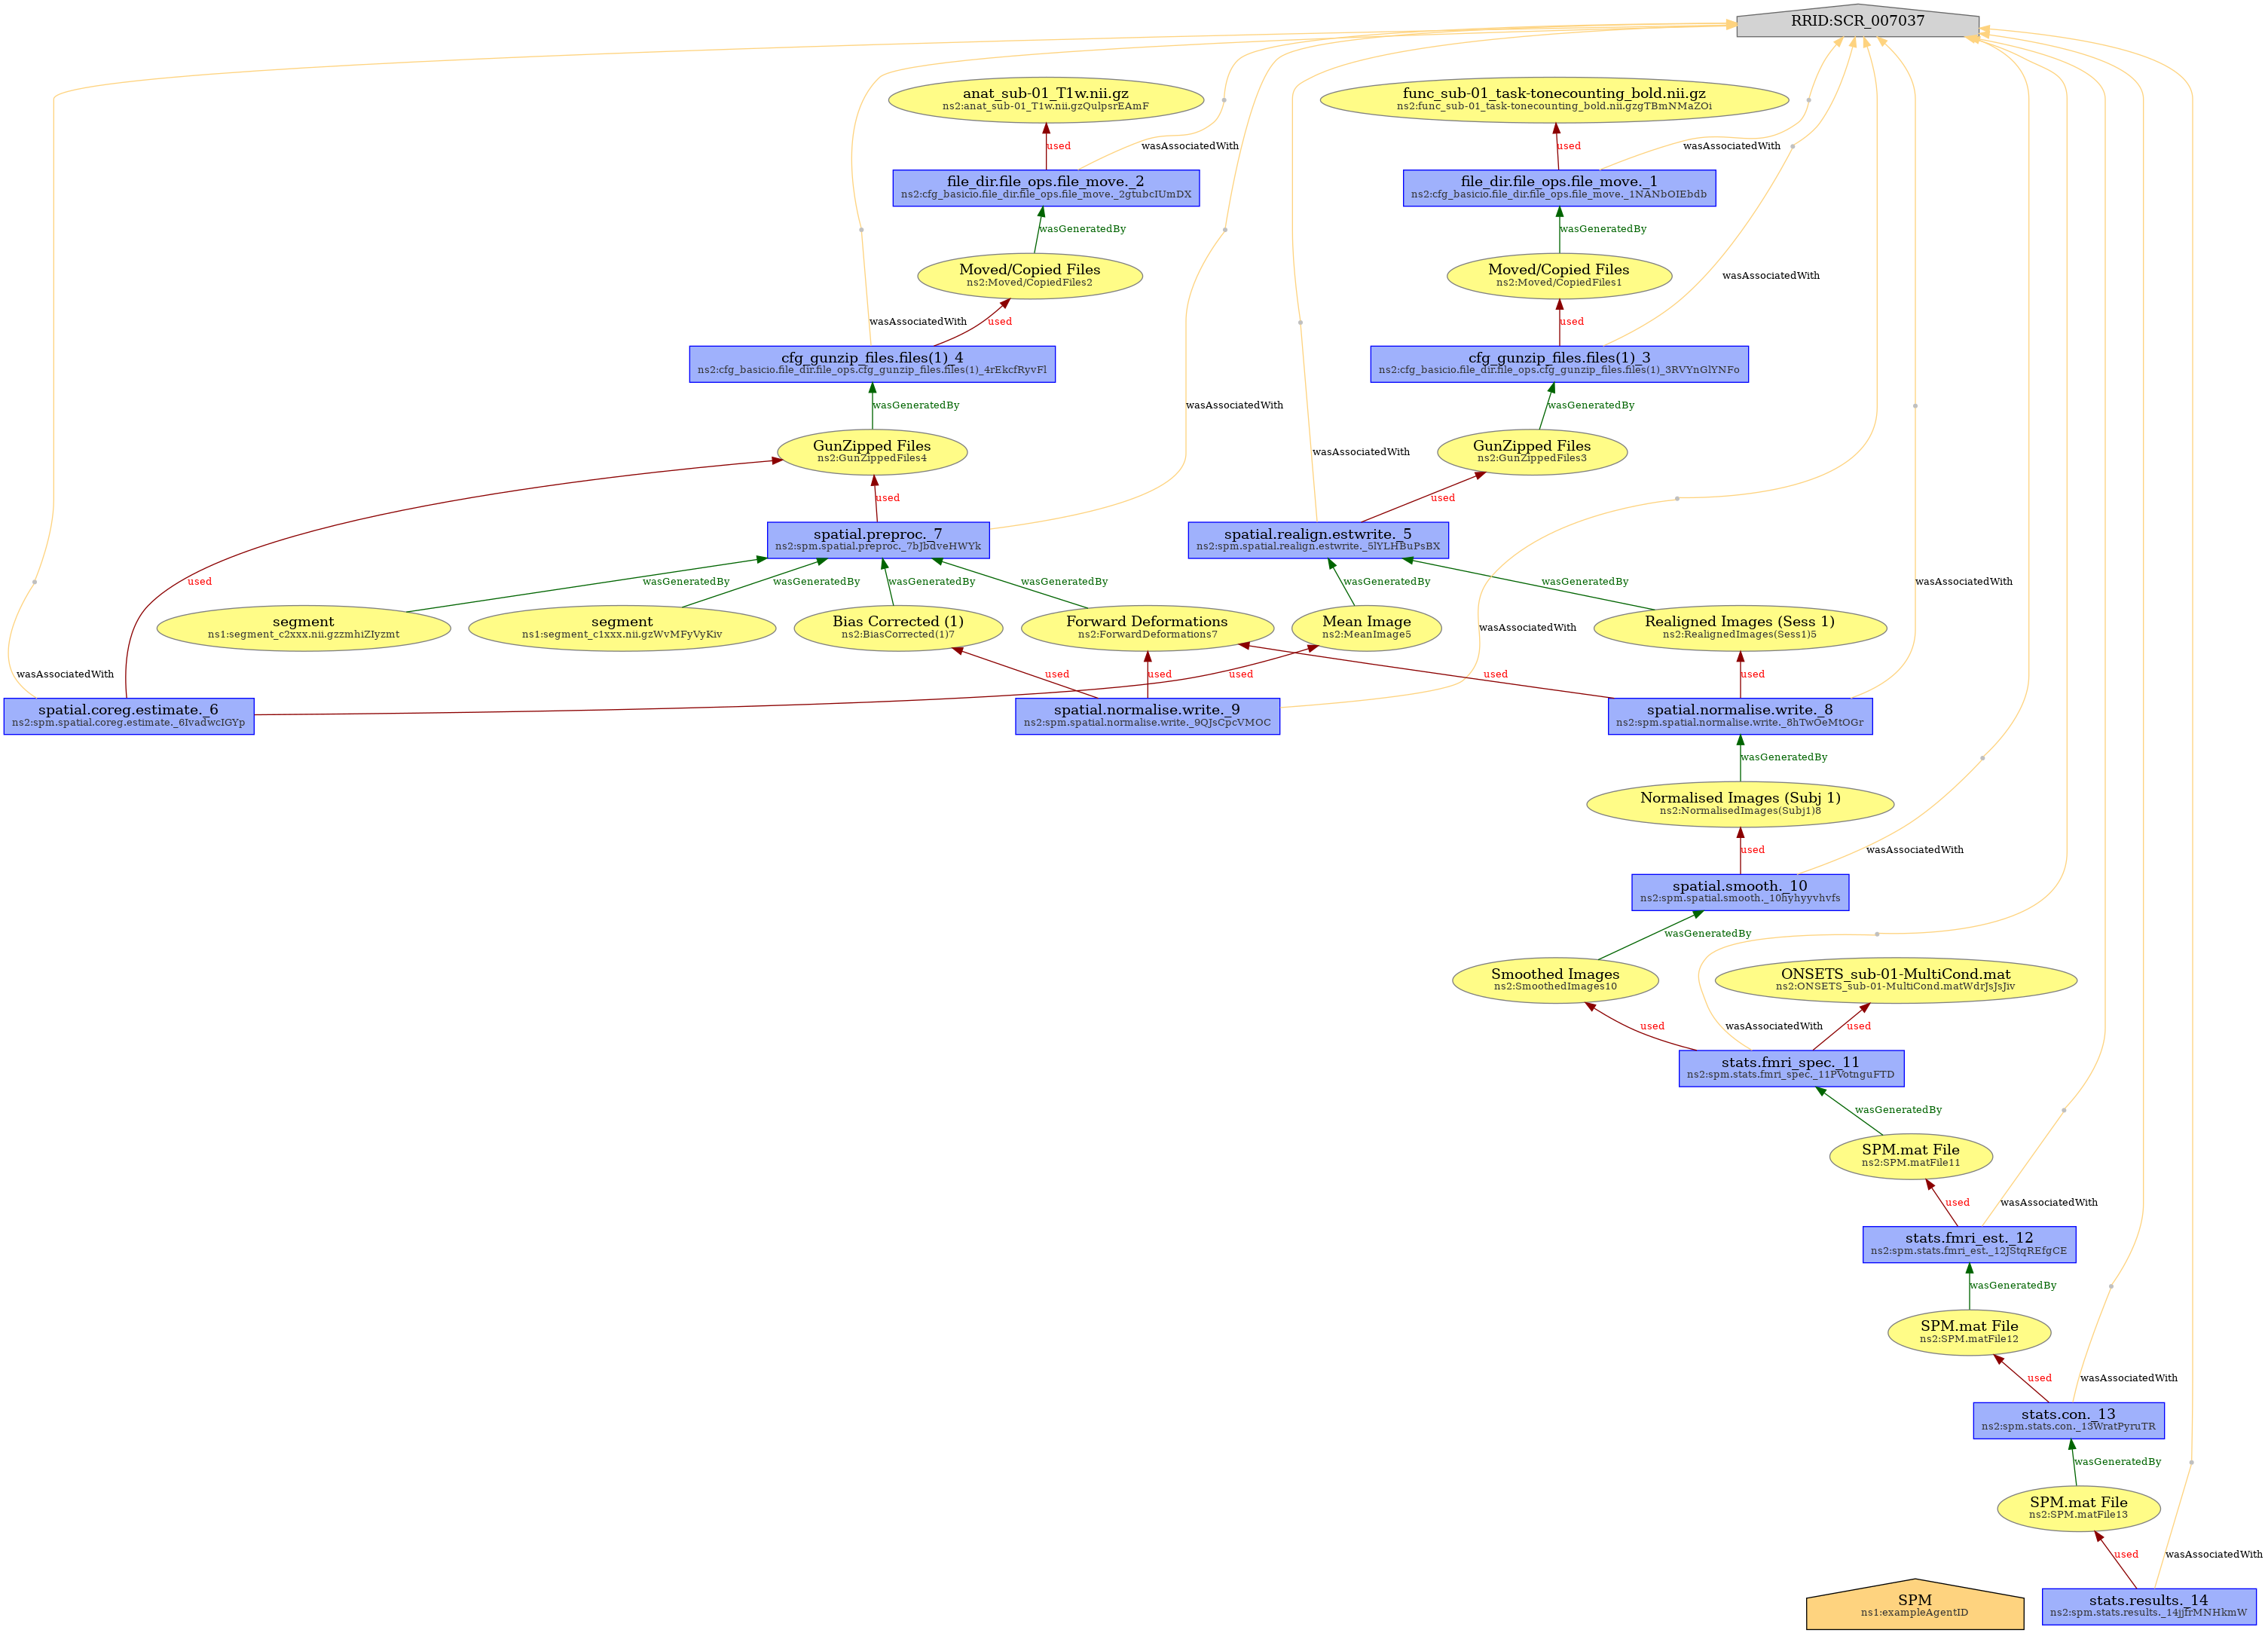 RRID:SCR_007037
anat_sub-01_T1w.nii.gz
ns2:anat_sub-01_T1w.nii.gzQulpsrEAmF
func_sub-01_task-tonecounting_bold.nii.gz
ns2:func_sub-01_task-tonecounting_bold.nii.gzgTBmNMaZOi
used
wasAssociatedWith
used
wasAssociatedWith
file_dir.file_ops.file_move._2
ns2:cfg_basicio.file_dir.file_ops.file_move._2gtubcIUmDX
file_dir.file_ops.file_move._1
ns2:cfg_basicio.file_dir.file_ops.file_move._1NANbOIEbdb
wasGeneratedBy
wasGeneratedBy
Moved/Copied Files
ns2:Moved/CopiedFiles2
Moved/Copied Files
ns2:Moved/CopiedFiles1
wasAssociatedWith
wasAssociatedWith
used
used
cfg_gunzip_files.files(1)_4
ns2:cfg_basicio.file_dir.file_ops.cfg_gunzip_files.files(1)_4rEkcfRyvFl
cfg_gunzip_files.files(1)_3
ns2:cfg_basicio.file_dir.file_ops.cfg_gunzip_files.files(1)_3RVYnGlYNFo
wasGeneratedBy
wasAssociatedWith
wasGeneratedBy
GunZipped Files
ns2:GunZippedFiles4
GunZipped Files
ns2:GunZippedFiles3
wasAssociatedWith
used
used
spatial.preproc._7
ns2:spm.spatial.preproc._7bJbdveHWYk
spatial.realign.estwrite._5
ns2:spm.spatial.realign.estwrite._5lYLHBuPsBX
used
wasGeneratedBy
wasGeneratedBy
wasGeneratedBy
wasGeneratedBy
wasGeneratedBy
wasGeneratedBy
wasAssociatedWith
segment
ns1:segment_c2xxx.nii.gzzmhiZIyzmt
segment
ns1:segment_c1xxx.nii.gzWvMFyVyKiv
Bias Corrected (1)
ns2:BiasCorrected(1)7
Forward Deformations
ns2:ForwardDeformations7
Mean Image
ns2:MeanImage5
wasAssociatedWith
Realigned Images (Sess 1)
ns2:RealignedImages(Sess1)5
wasAssociatedWith
used
used
used
used
used
spatial.coreg.estimate._6
ns2:spm.spatial.coreg.estimate._6IvadwcIGYp
spatial.normalise.write._9
ns2:spm.spatial.normalise.write._9QJsCpcVMOC
spatial.normalise.write._8
ns2:spm.spatial.normalise.write._8hTwOeMtOGr
wasGeneratedBy
Normalised Images (Subj 1)
ns2:NormalisedImages(Subj1)8
used
wasAssociatedWith
spatial.smooth._10
ns2:spm.spatial.smooth._10hyhyyvhvfs
wasGeneratedBy
Smoothed Images
ns2:SmoothedImages10
ONSETS_sub-01-MultiCond.mat
ns2:ONSETS_sub-01-MultiCond.matWdrJsJsJiv
used
wasAssociatedWith
used
stats.fmri_spec._11
ns2:spm.stats.fmri_spec._11PVotnguFTD
wasGeneratedBy
SPM.mat File
ns2:SPM.matFile11
used
wasAssociatedWith
stats.fmri_est._12
ns2:spm.stats.fmri_est._12JStqREfgCE
wasGeneratedBy
SPM.mat File
ns2:SPM.matFile12
used
wasAssociatedWith
stats.con._13
ns2:spm.stats.con._13WratPyruTR
wasGeneratedBy
SPM.mat File
ns2:SPM.matFile13
used
wasAssociatedWith
SPM
ns1:exampleAgentID
stats.results._14
ns2:spm.stats.results._14jjfrMNHkmW